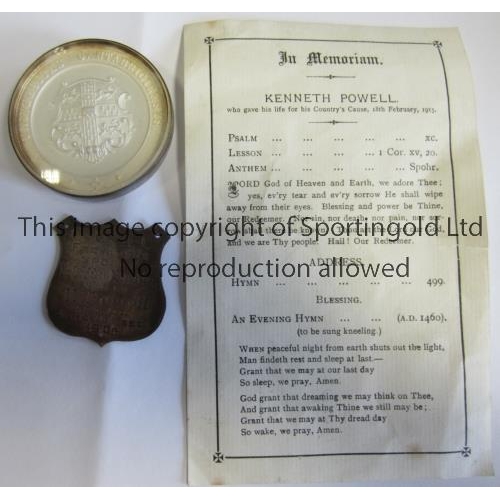 In Memoriam.
KENNETH POWELL.
who gave his life for his Country's Cause, 18th February, 1915.
PSALM ... ... ... ... ... XC.
LESSON ... ... ... 1 COR. XV, 20.
ANTHEM ... ... ... ... Spohr.
LORD God of Heaven and Earth, we adore Thee;
yes, ev'ry tear and ev'ry sorrow He shall wipe
away from their eyes. Blessing and power be Thine,
our Redeemer.
This image copyright of Sportingold Ltd
and we are Thy people. Hail! Our Redeemer.
ADDRESS.
No reproduction allowed
HYMN ... ... ... ... ... 499.
BLESSING.
AN EVENING HYMN ... ... (A.D. 1460).
(to be sung kneeling.)
WHEN peaceful night from earth shuts out the light,
Man findeth rest and sleep at last:—
Grant that we may at our last day
So sleep, we pray, Amen.
God grant that dreaming we may think on Thee,
And grant that awaking Thine we still may be;
Grant that we may at Thy dread day
So wake, we pray, Amen.